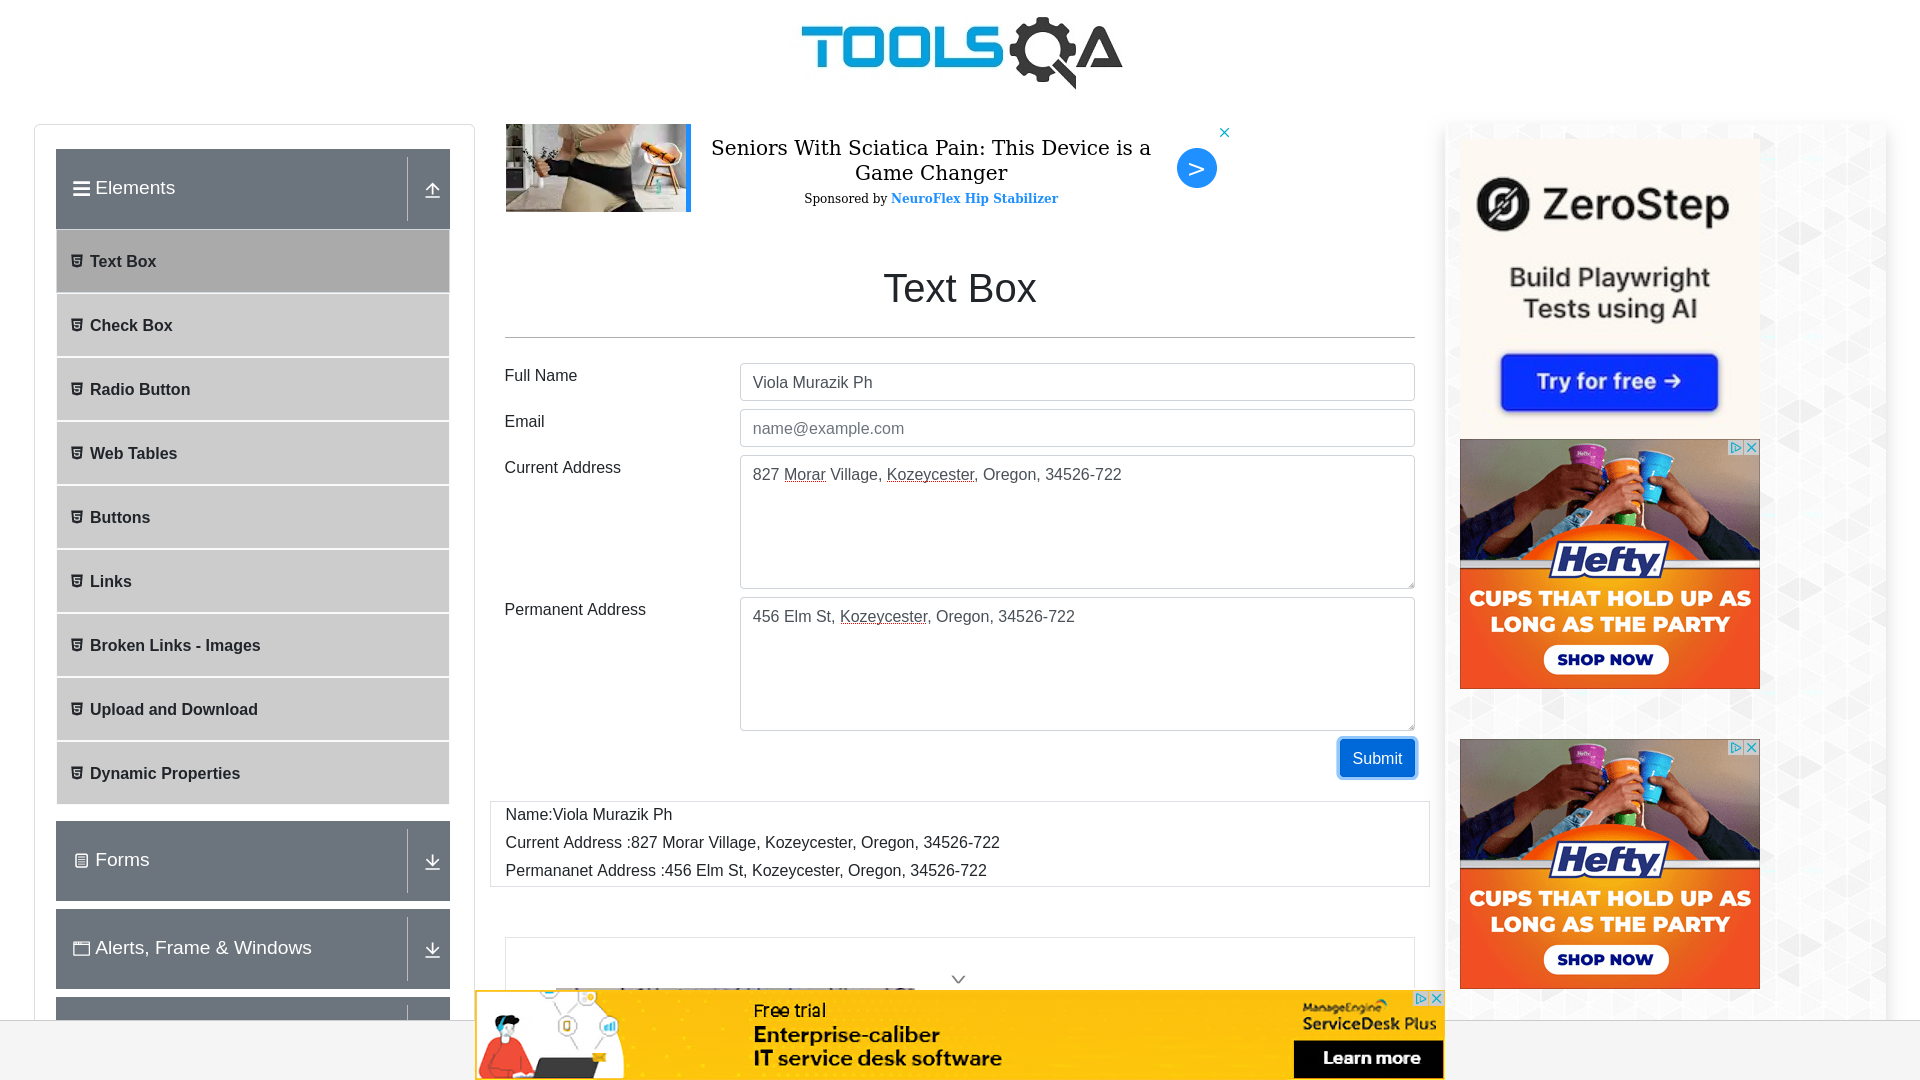 TOOLSQA
Elements
Text Box
Check Box
Radio Button
Web Tables
Buttons
Links
Broken Links - Images
Upload and Download
Dynamic Properties
Forms
Alerts, Frame & Windows
Seniors With Sciatica Pain: This Device is a
Game Changer
Sponsored by NeuroFlex Hip Stabilizer
>
Text Box
Full Name
Viola Murazik Ph
Email
name@example.com
Current Address
827 Morar Village, Kozeycester, Oregon, 34526-722
Permanent Address
456 Elm St, Kozeycester, Oregon, 34526-722
Submit
Name:Viola Murazik Ph
Current Address :827 Morar Village, Kozeycester, Oregon, 34526-722
Permananet Address :456 Elm St, Kozeycester, Oregon, 34526-722
ZeroStep
Build Playwright
Tests using AI
Try for free →
Hefty
CUPS THAT HOLD UP AS
LONG AS THE PARTY
SHOP NOW
Hefty
CUPS THAT HOLD UP AS
LONG AS THE PARTY
SHOP NOW
Free trial
Enterprise-caliber
IT service desk software
ManageEngine
ServiceDesk Plus
Learn more